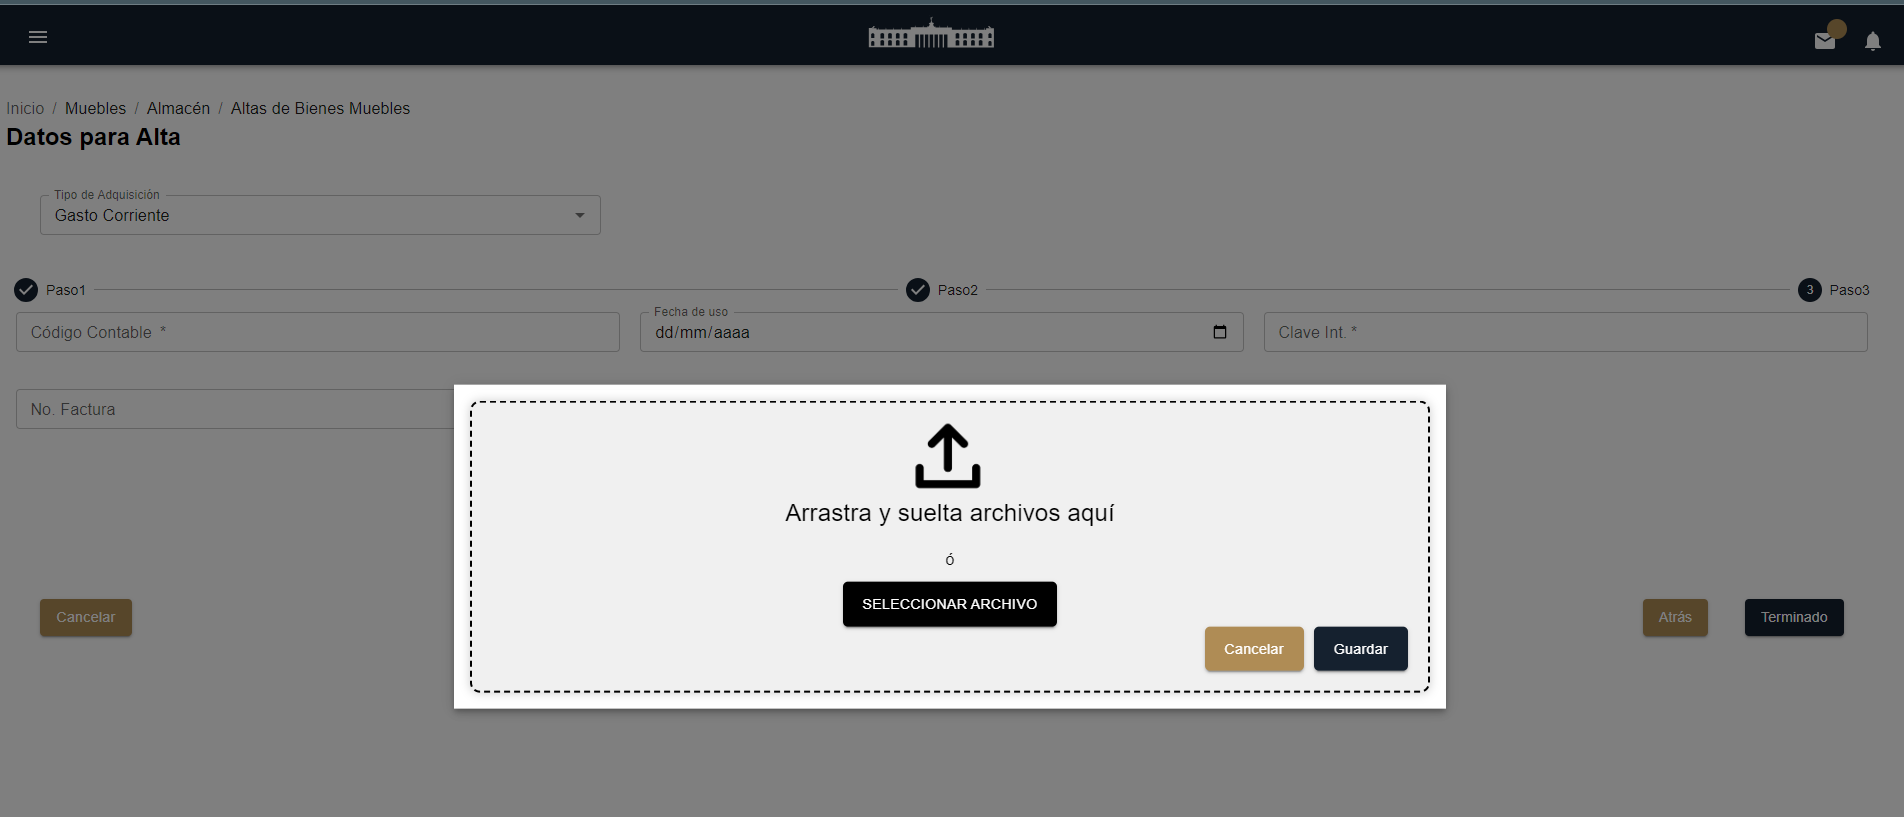 Inicio / Muebles / Almacén / Altas de Bienes Muebles
Datos para Alta
Tipo de Adquisición
Gasto Corriente
Paso1
Paso2
3 Paso3
Código Contable *
Fecha de uso
dd/mm/aaaa
Clave Int. *
No. Factura
Arrastra y suelta archivos aquí
ó
SELECCIONAR ARCHIVO
Cancelar
Guardar
Cancelar
Atrás
Terminado